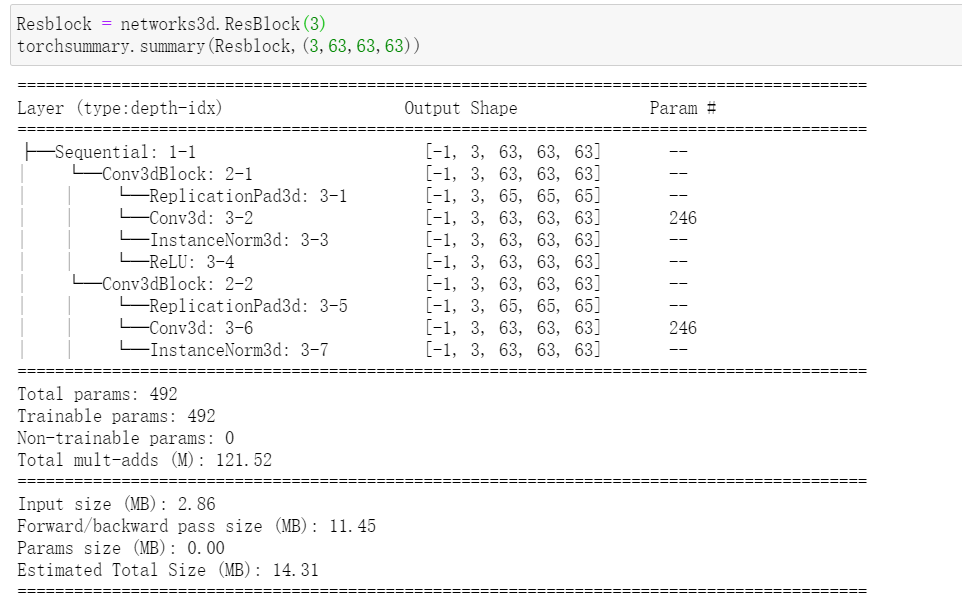 Resblock = networks3d.ResBlock(3)
torchsummary.summary(Resblock,(3,63,63,63))
==========================================================================================
Layer (type:depth-idx)                   Output Shape              Param #
==========================================================================================
├─Sequential: 1-1                        [-1, 3, 63, 63, 63]       --
|    └─Conv3dBlock: 2-1                  [-1, 3, 63, 63, 63]       --
|    |    └─ReplicationPad3d: 3-1        [-1, 3, 65, 65, 65]       --
|    |    └─Conv3d: 3-2                  [-1, 3, 63, 63, 63]       246
|    |    └─InstanceNorm3d: 3-3          [-1, 3, 63, 63, 63]       --
|    |    └─ReLU: 3-4                    [-1, 3, 63, 63, 63]       --
|    └─Conv3dBlock: 2-2                  [-1, 3, 63, 63, 63]       --
|    |    └─ReplicationPad3d: 3-5        [-1, 3, 65, 65, 65]       --
|    |    └─Conv3d: 3-6                  [-1, 3, 63, 63, 63]       246
|    |    └─InstanceNorm3d: 3-7          [-1, 3, 63, 63, 63]       --
==========================================================================================
Total params: 492
Trainable params: 492
Non-trainable params: 0
Total mult-adds (M): 121.52
==========================================================================================
Input size (MB): 2.86
Forward/backward pass size (MB): 11.45
Params size (MB): 0.00
Estimated Total Size (MB): 14.31
==========================================================================================